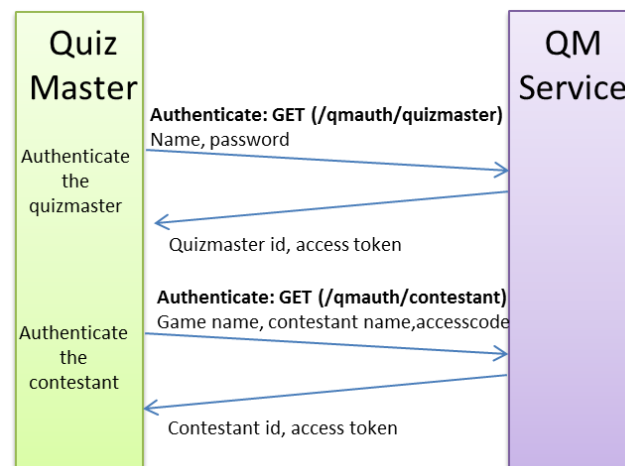 Quiz
Master
QM
Service
Authenticate: GET (/qmauth/quizmaster)
Name, password
Authenticate
the
quizmaster
Quizmaster id, access token
Authenticate: GET (/qmauth/contestant)
Game name, contestant name,accesscode
Authenticate
the
contestant
Contestant id, access token